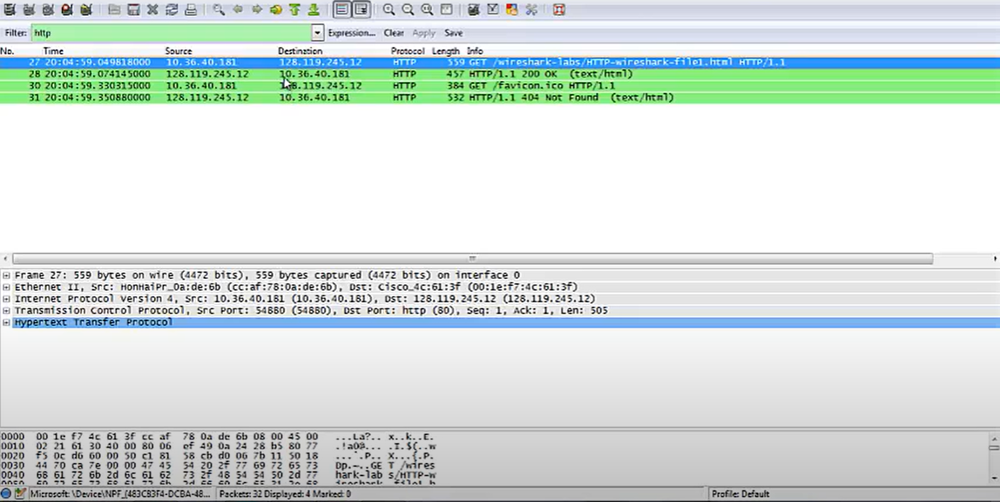 Filter: http Expression... Clear Apply Save
No. Time Source Destination Protocol Length Info
27 20:04:59.049818000 10.36.40.181 128.119.245.12 HTTP 559 GET /wireshark-labs/HTTP-wireshark-file1.html HTTP/1.1
28 20:04:59.074145000 128.119.245.12 10.36.40.181 HTTP 457 HTTP/1.1 200 OK (text/html)
30 20:04:59.330315000 10.36.40.181 128.119.245.12 HTTP 384 GET /favicon.ico HTTP/1.1
31 20:04:59.350880000 128.119.245.12 10.36.40.181 HTTP 532 HTTP/1.1 404 Not Found (text/html)
Frame 27: 559 bytes on wire (4472 bits), 559 bytes captured (4472 bits) on interface 0
Ethernet II, Src: HonHaiPr_0a:de:6b (cc:af:78:0a:de:6b), Dst: Cisco_4c:61:3f (00:1e:f7:4c:61:3f)
Internet Protocol Version 4, Src: 10.36.40.181 (10.36.40.181), Dst: 128.119.245.12 (128.119.245.12)
Transmission Control Protocol, Src Port: 54880 (54880), Dst Port: http (80), Seq: 1, Ack: 1, Len: 505
Hypertext Transfer Protocol
0000 00 1e f7 4c 61 3f cc af 78 0a de 6b 08 00 45 00 ...La?.. x..k..E.
0010 02 21 61 30 40 00 80 06 ef 49 0a 24 28 b5 80 77 .!a0@... .I.$(..w
0020 f5 0c d6 60 00 50 c1 81 58 cb d0 06 7b 11 50 18 ...`.P.. X...{.P.
0030 44 70 ca 7e 00 00 47 45 54 20 2f 77 69 72 65 73 Dp.~..GE T /wires
0040 68 61 72 6b 2d 6c 61 62 73 2f 48 54 54 50 2d 77 hark-lab s/HTTP-w
Microsoft: \Device\NPF_{483CB3F4-DCBA-48... Packets: 32 Displayed: 4 Marked: 0 Profile: Default